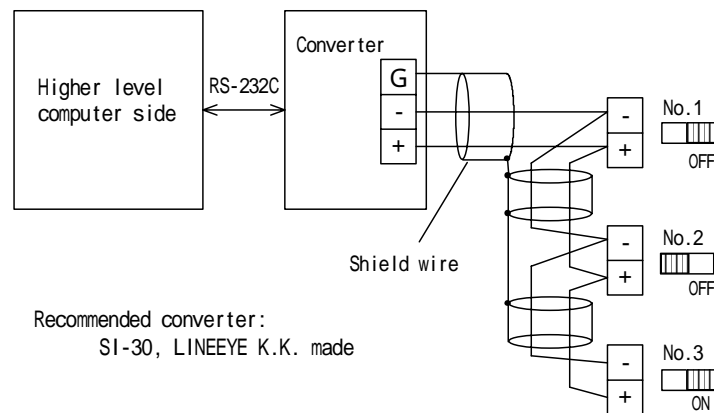 Higher level
computer side
RS-232C
Converter
G
-
+
Shield wire
-
+
No.1
OFF
-
+
No.2
OFF
-
+
No.3
ON
Recommended converter:
SI-30, LINEEYE K.K. made